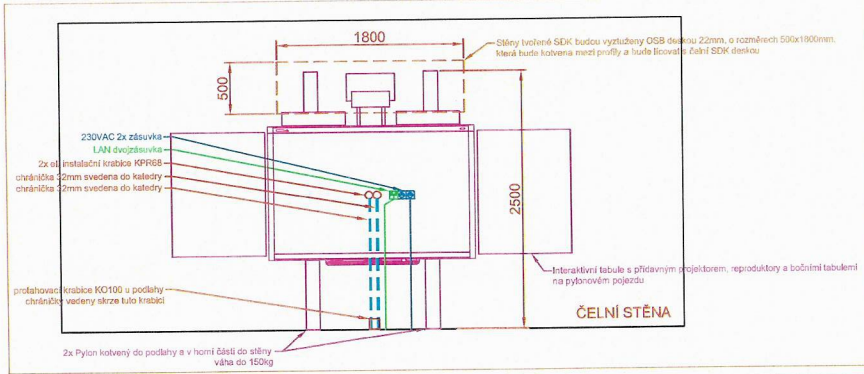 1800
Stěny tvořené SDK budou vyztuženy OSB deskou 22mm, o rozměrech 500x1800mm,
která bude kotvena mezi profily a bude lícovat s čelní SDK deskou
500
230VAC 2x zásuvka
LAN dvojzásuvka
2x el. instalační krabice KPR68
chránička 32mm svedena do katedry
chránička 32mm svedena do katedry
2500
Interaktivní tabule s přídavným projektorem, reproduktory a bočními tabulemi
na pylonovém pojezdu
protahovací krabice KO100 u podlahy
chráničky vedeny skrze tuto krabici
ČELNÍ STĚNA
2x Pylon kotvený do podlahy a v horní části do stěny
váha do 150kg